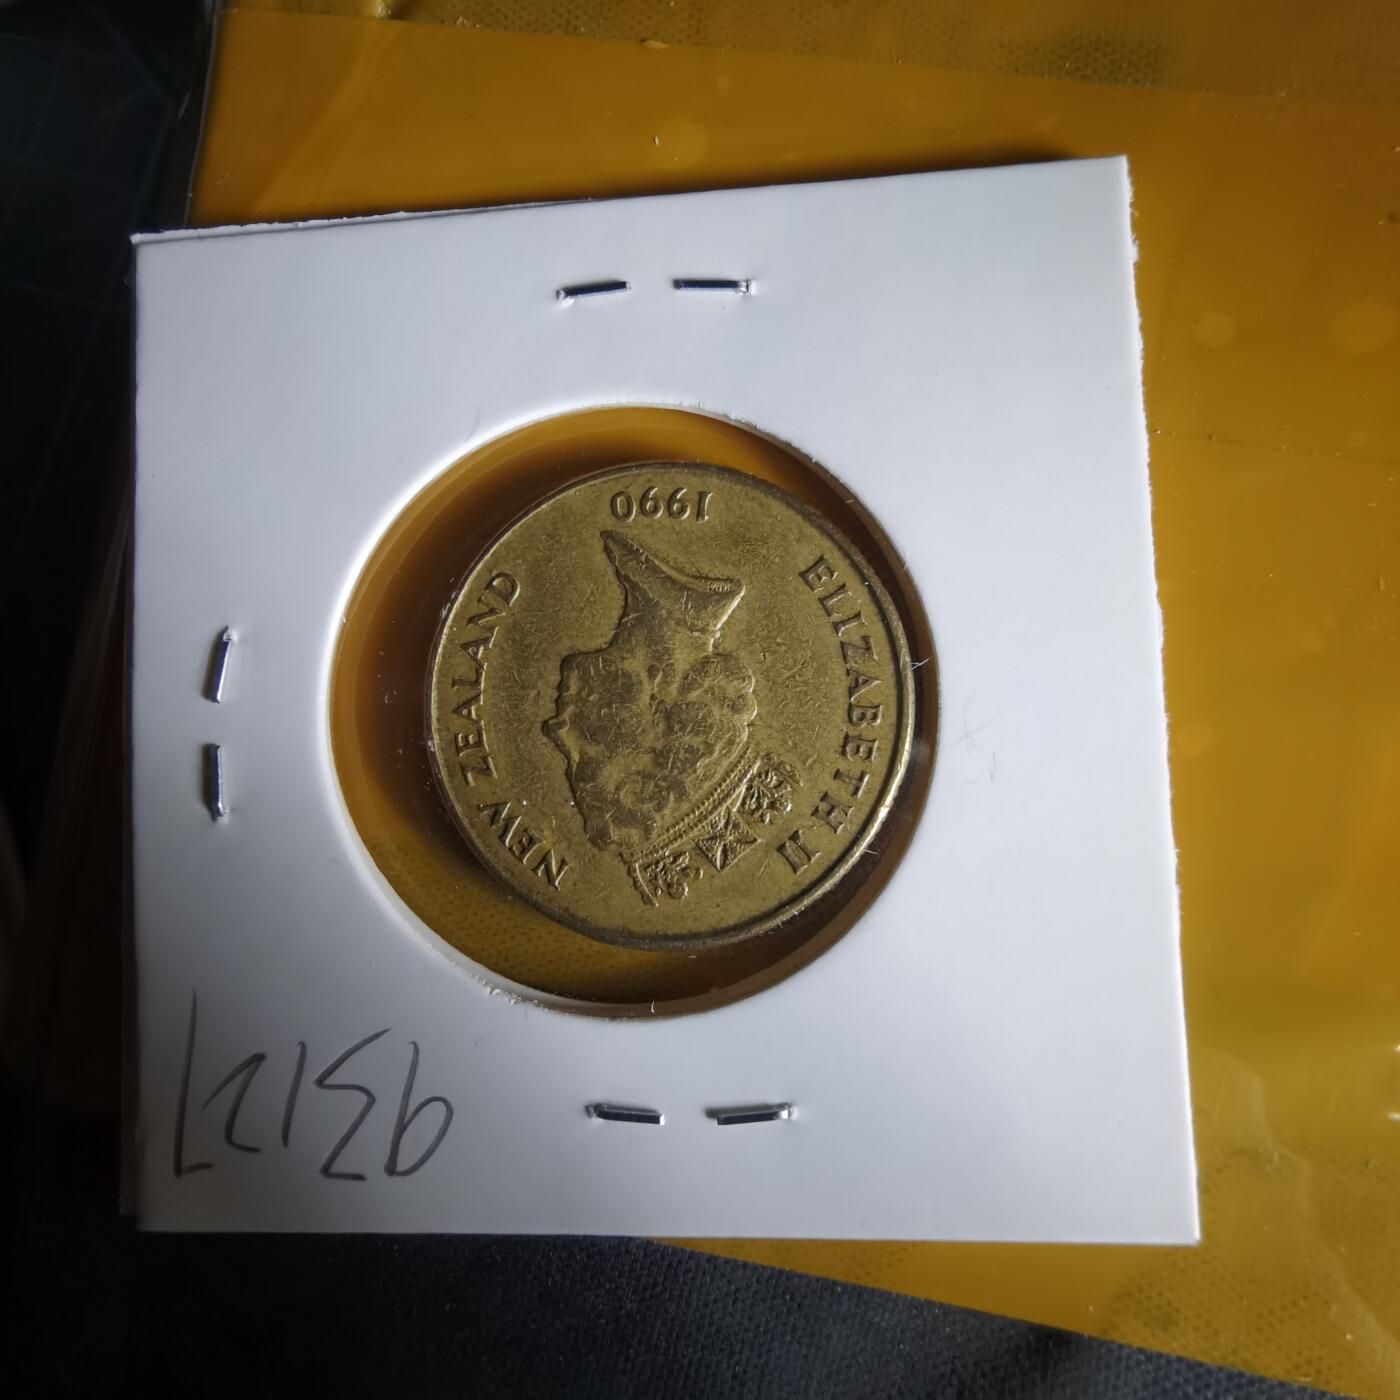 1990
NEW ZEALAND
ELIZABETH II